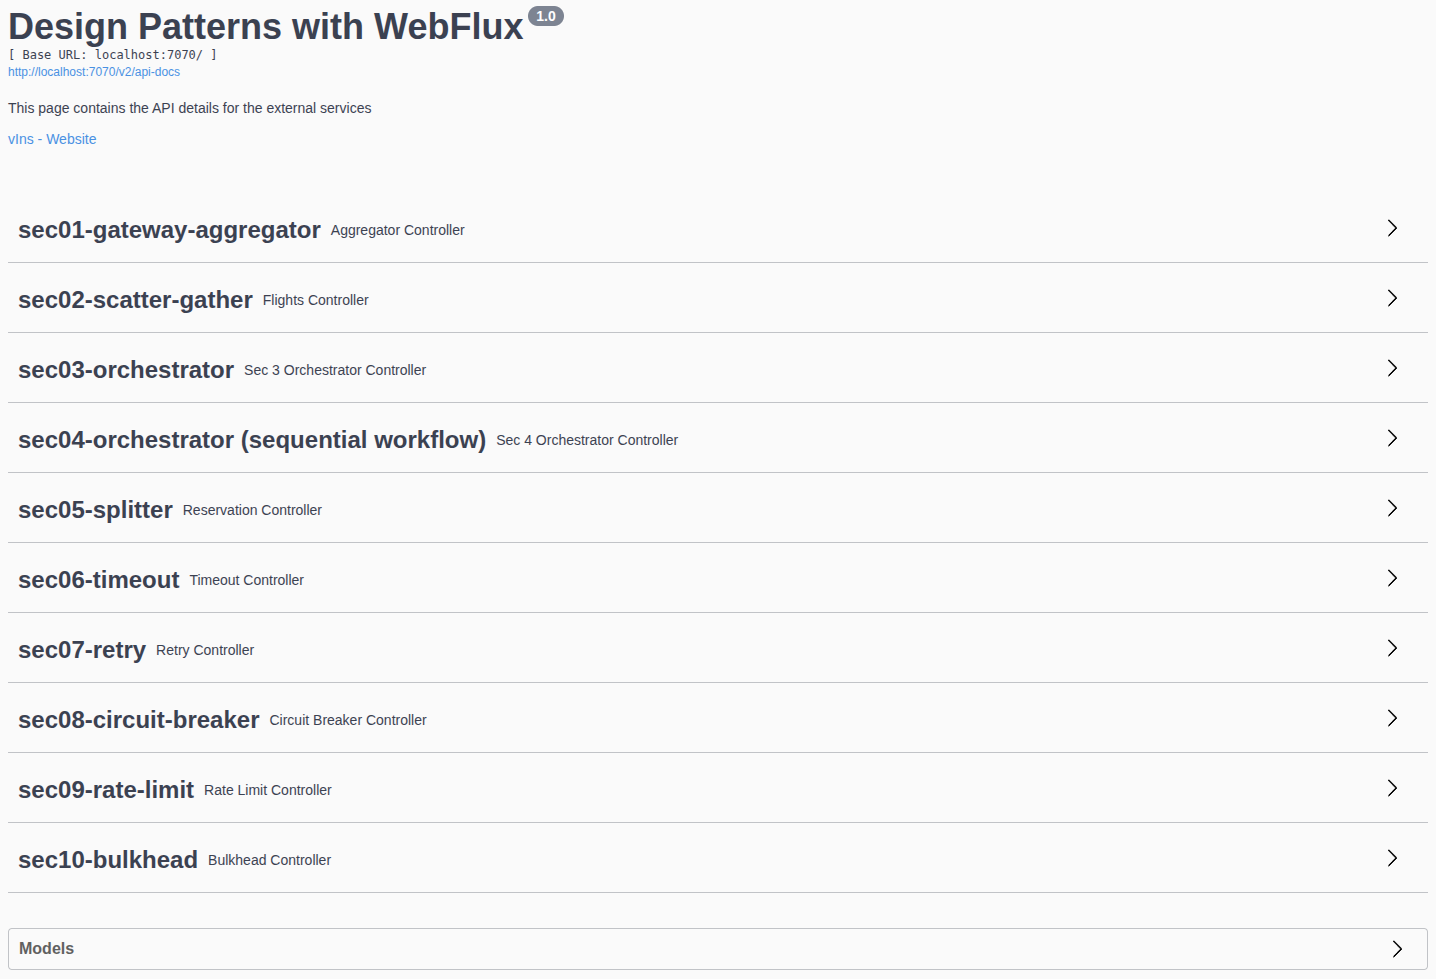 Design Patterns with WebFlux 1.0
[ Base URL: localhost:7070/ ]
http://localhost:7070/v2/api-docs
This page contains the API details for the external services
vIns - Website
sec01-gateway-aggregator Aggregator Controller
sec02-scatter-gather Flights Controller
sec03-orchestrator Sec 3 Orchestrator Controller
sec04-orchestrator (sequential workflow) Sec 4 Orchestrator Controller
sec05-splitter Reservation Controller
sec06-timeout Timeout Controller
sec07-retry Retry Controller
sec08-circuit-breaker Circuit Breaker Controller
sec09-rate-limit Rate Limit Controller
sec10-bulkhead Bulkhead Controller
Models